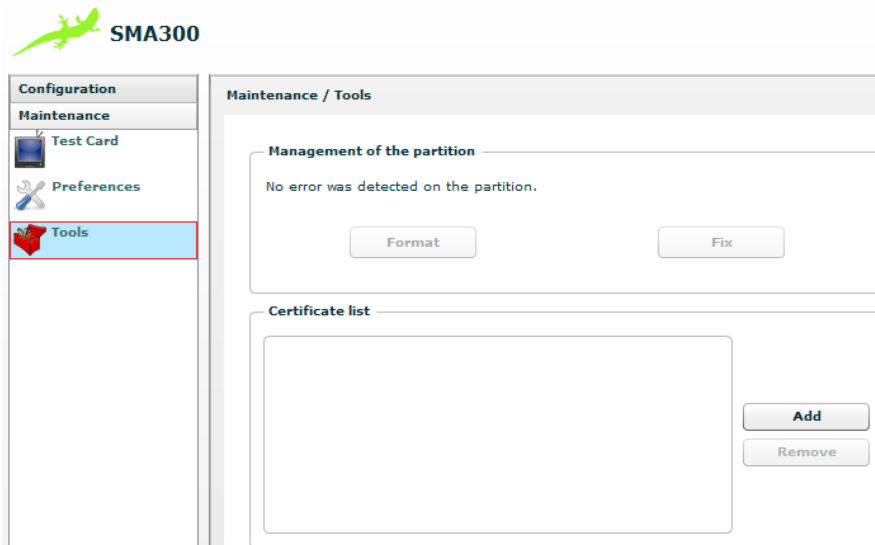 SMA300
Configuration
Maintenance
Test Card
Preferences
Tools
Maintenance / Tools
Management of the partition
No error was detected on the partition.
Format
Fix
Certificate list
Add
Remove